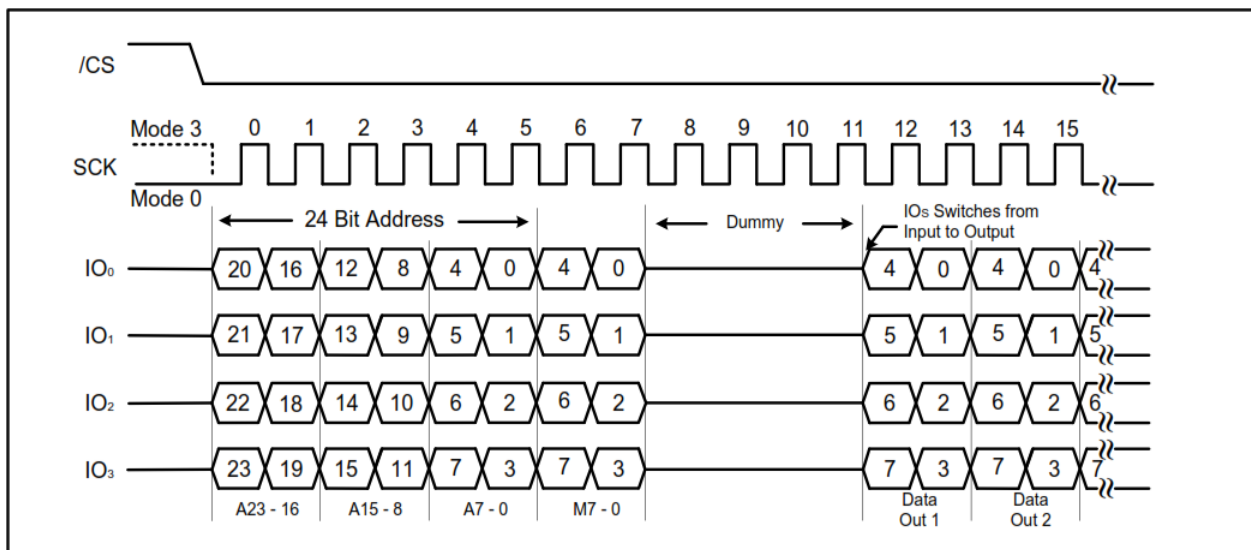 /CS
Mode 3 0 1 2 3 4 5 6 7 8 9 10 11 12 13 14 15
SCK
Mode 0
24 Bit Address
Dummy
IOs Switches from
Input to Output
IO₀ 20 16 12 8 4 0 4 0 4 0 4 0 4
IO₁ 21 17 13 9 5 1 5 1 5 1 5 1 5
IO₂ 22 18 14 10 6 2 6 2 6 2 6 2 6
IO₃ 23 19 15 11 7 3 7 3 7 3 7 3 7
A23 - 16 A15 - 8 A7 - 0 M7 - 0
Data
Out 1
Data
Out 2